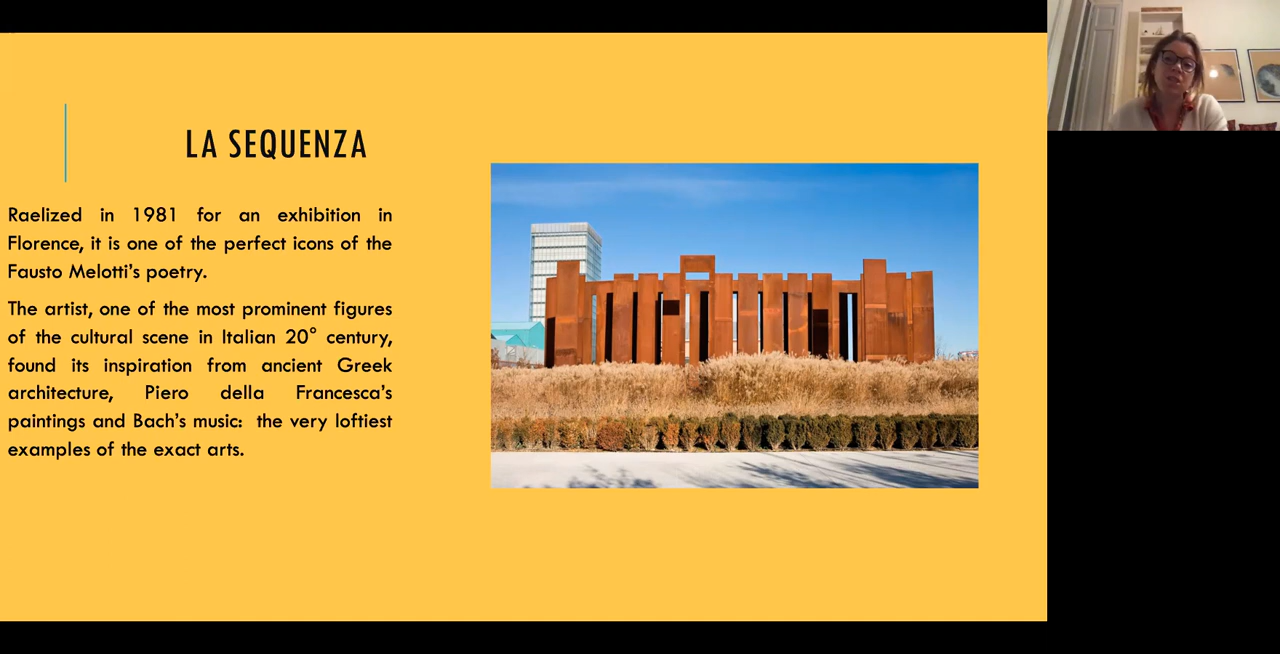 LA SEQUENZA
Raelized in 1981 for an exhibition in
Florence, it is one of the perfect icons of the
Fausto Melotti’s poetry.
The artist, one of the most prominent figures
of the cultural scene in Italian 20° century,
found its inspiration from ancient Greek
architecture, Piero della Francesca’s
paintings and Bach’s music:  the very loftiest
examples of the exact arts.